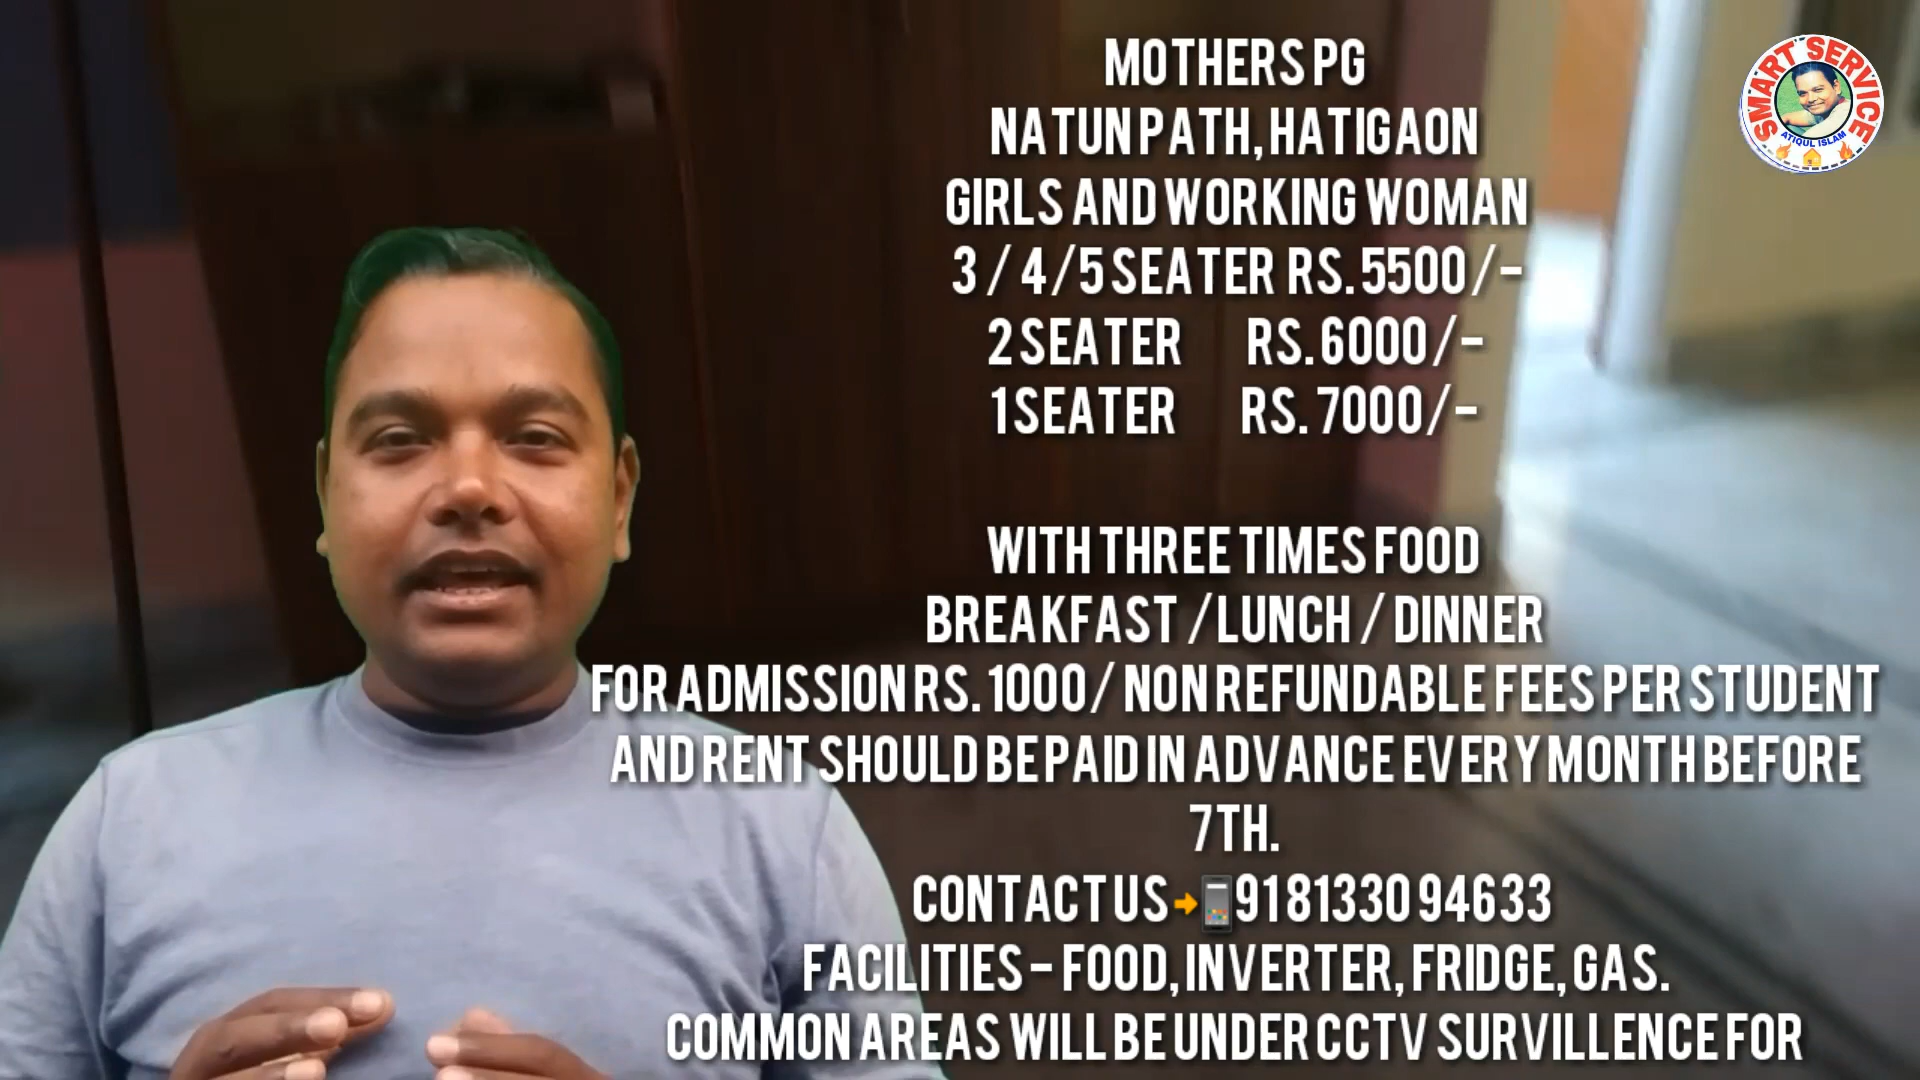 MOTHERS PG
NATUN PATH, HATIGAON
GIRLS AND WORKING WOMAN
3 / 4 /5 SEATER RS. 5500 /-
2 SEATER RS. 6000 /-
1 SEATER RS. 7000 /-
WITH THREE TIMES FOOD
BREAKFAST / LUNCH / DINNER
FOR ADMISSION RS. 1000 / NON REFUNDABLE FEES PER STUDENT
AND RENT SHOULD BE PAID IN ADVANCE EVERY MONTH BEFORE
7TH.
CONTACT US ➜📱91 81330 94633
FACILITIES - FOOD, INVERTER, FRIDGE, GAS.
COMMON AREAS WILL BE UNDER CCTV SURVILLENCE FOR
SMART SERVICE
ATIQUL ISLAM